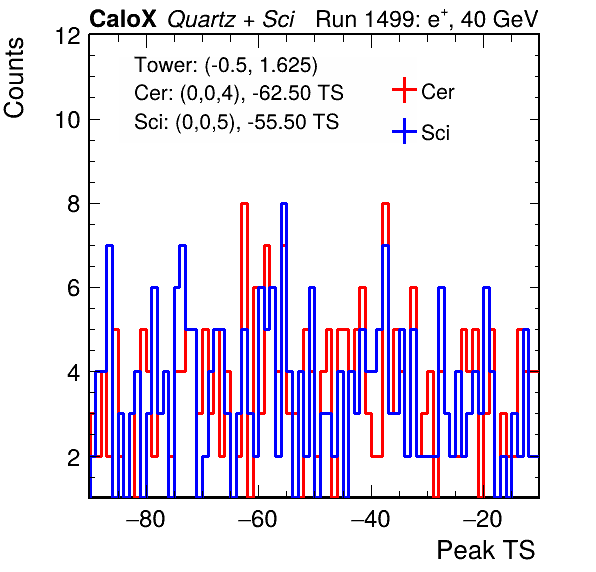 CaloX Quartz + Sci Run 1499: e+, 40 GeV
Counts
12
10
8
6
4
2
Tower: (-0.5, 1.625)
Cer: (0,0,4), -62.50 TS
Sci: (0,0,5), -55.50 TS
Cer
Sci
−80 −60 −40 −20
Peak TS